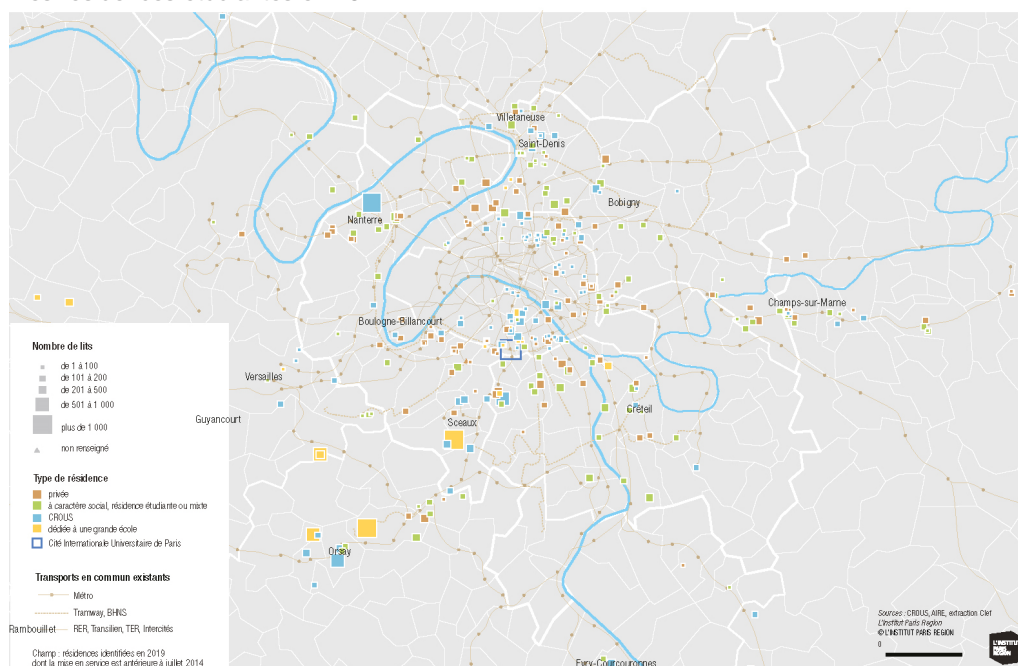 Villetaneuse
Saint-Denis
Bobigny
Nanterre
Champs-sur-Marne
Boulogne-Billancourt
Versailles
Guyancourt
Créteil
Sceaux
Orsay
Rambouillet
Evry-Courcouronnes
Nombre de lits
de 1 à 100
de 101 à 200
de 201 à 500
de 501 à 1 000
plus de 1 000
non renseigné
Type de résidence
privée
à caractère social, résidence étudiante ou mixte
CROUS
dédiée à une grande école
Cité Internationale Universitaire de Paris
Transports en commun existants
Métro
Tramway, BHNS
RER, Transilien, TER, Intercités
Champ : résidences identifiées en 2019
dont la mise en service est antérieure à juillet 2014
Sources : CROUS, AIRE, extraction Clef
L'Institut Paris Region
© L'INSTITUT PARIS REGION
0
L'INSTITUT
PARIS
REGION